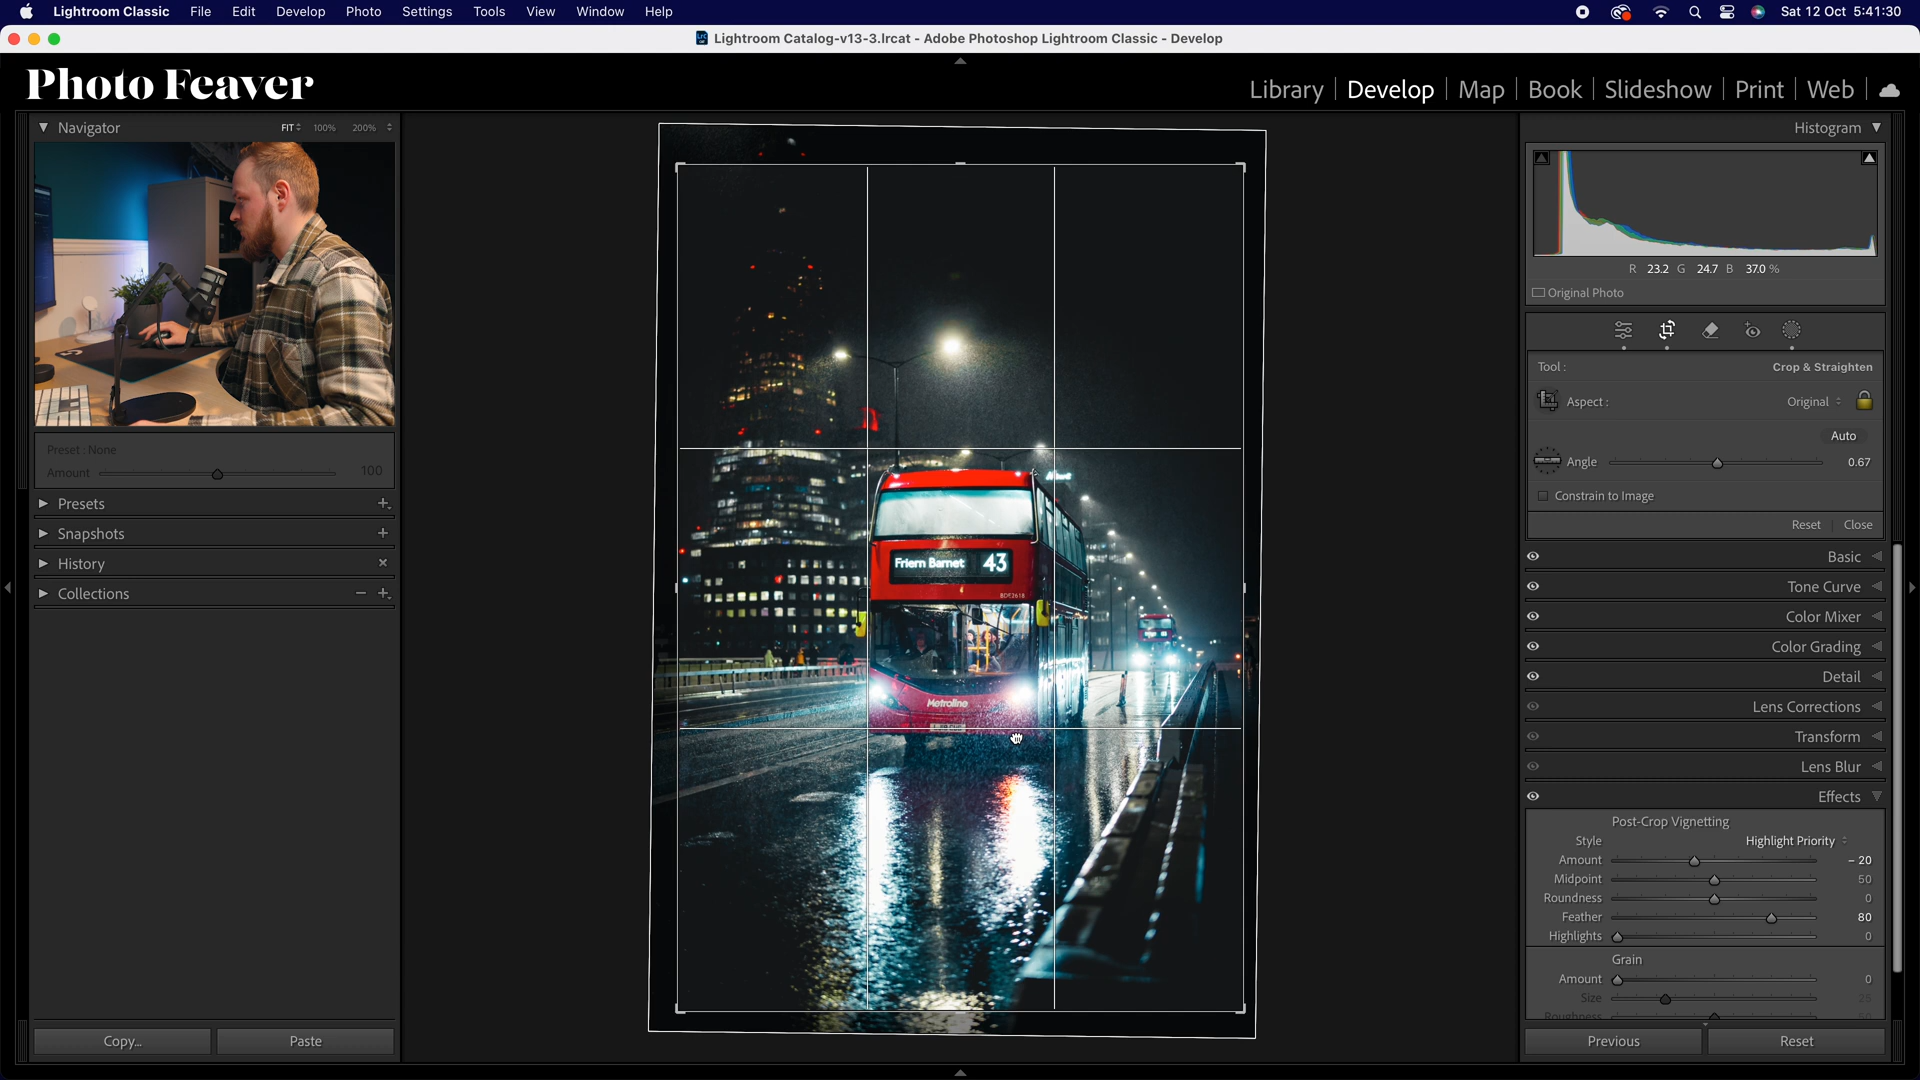 Lightroom Classic File Edit Develop Photo Settings Tools View Window Help Sat 12 Oct 5:41:30
Lightroom Catalog-v13-3.lrcat - Adobe Photoshop Lightroom Classic - Develop
Photo Feaver
Library Develop Map Book Slideshow Print Web
Navigator FIT 100% 200%
Preset : None
Amount 100
Presets
Snapshots
History
Collections
Copy... Paste
Friern Barnet 43
BDE2618
Metroline
Histogram
R 23.2 G 24.7 B 37.0 %
Original Photo
Tool : Crop & Straighten
Aspect : Original
Auto
Angle 0.67
Constrain to Image
Reset Close
Basic
Tone Curve
Color Mixer
Color Grading
Detail
Lens Corrections
Transform
Lens Blur
Effects
Post-Crop Vignetting
Style Highlight Priority
Amount - 20
Midpoint 50
Roundness 0
Feather 80
Highlights 0
Grain
Amount 0
Size 25
Roughness 50
Previous Reset